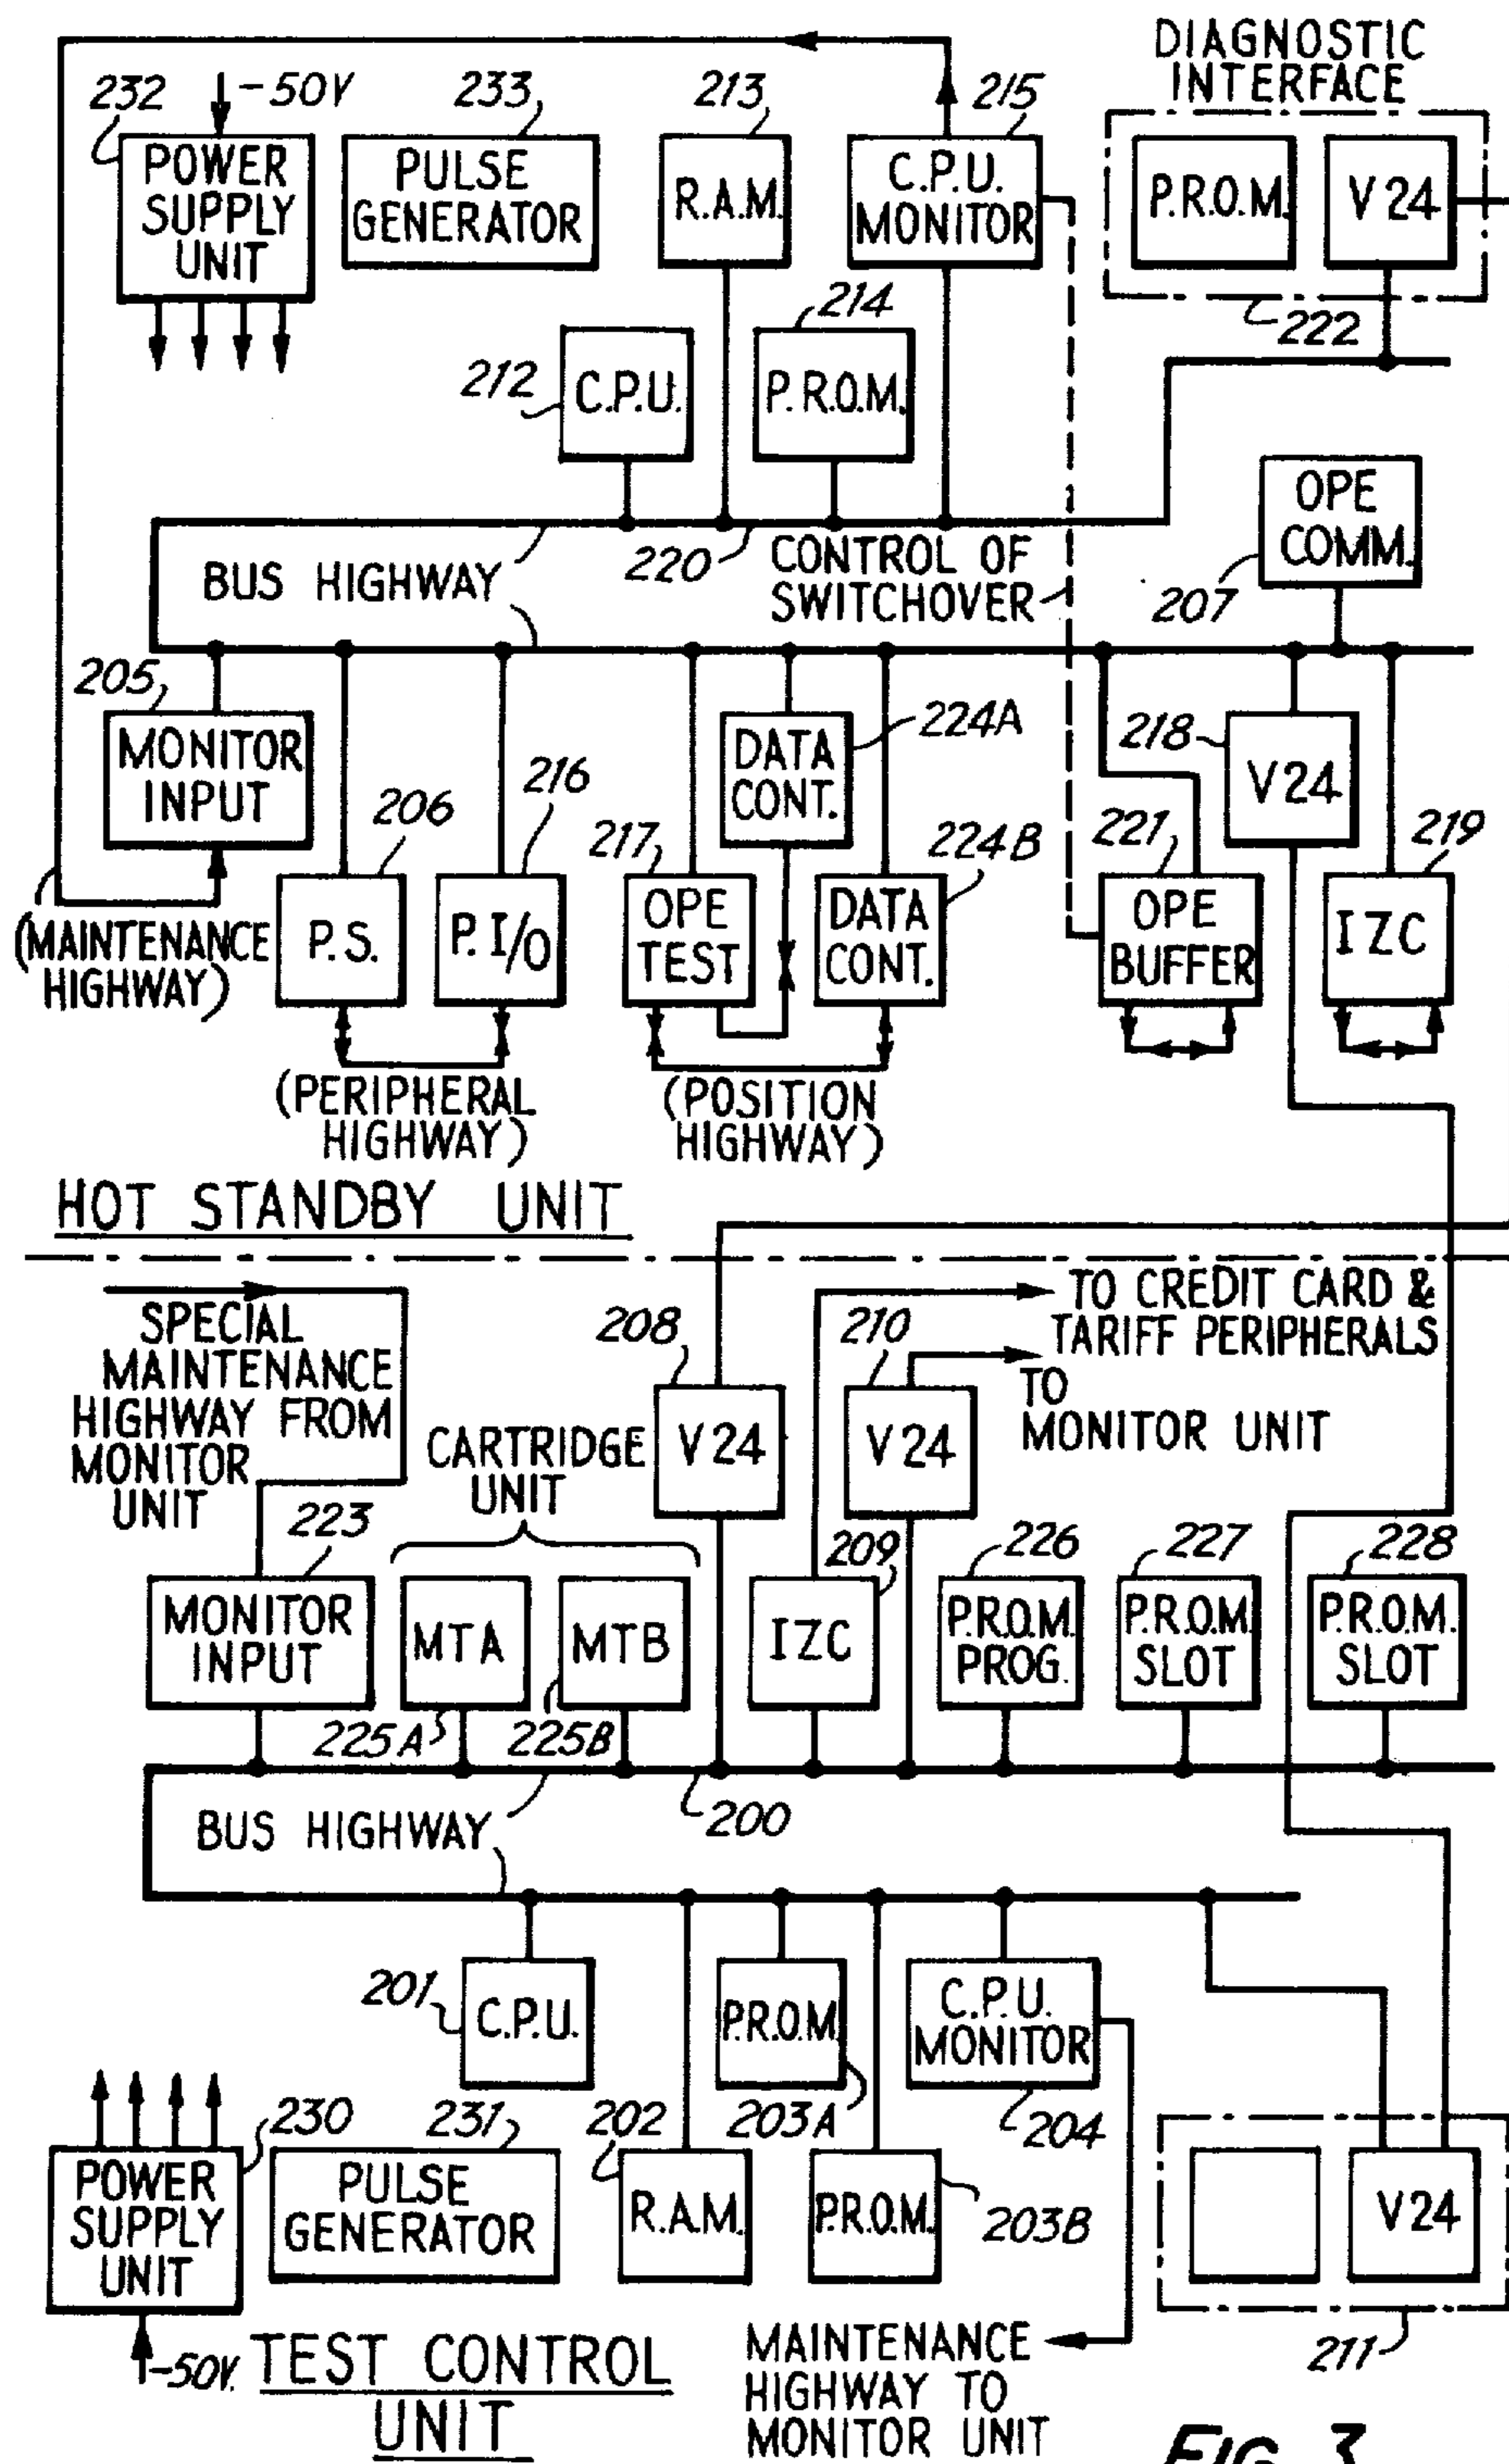 DIAGNOSTIC
INTERFACE
232
-50V
233
213
215
POWER
SUPPLY
UNIT
PULSE
GENERATOR
R.A.M.
C.P.U.
MONITOR
P.R.O.M.
V24
222
212
C.P.U.
214
P.R.O.M.
OPE
COMM.
207
BUS HIGHWAY
220
CONTROL OF
SWITCHOVER
205
MONITOR
INPUT
206
216
217
DATA
CONT.
224A
218
V24
224B
221
219
(MAINTENANCE
HIGHWAY)
P.S.
P.I/O
OPE
TEST
DATA
CONT.
OPE
BUFFER
IZC
(PERIPHERAL
HIGHWAY)
(POSITION
HIGHWAY)
HOT STANDBY UNIT
SPECIAL
MAINTENANCE
HIGHWAY FROM
MONITOR
UNIT
208
210
TO CREDIT CARD &
TARIFF PERIPHERALS
TO
MONITOR UNIT
CARTRIDGE
UNIT
V24
V24
223
209
226
227
228
MONITOR
INPUT
MTA
MTB
IZC
P.R.O.M.
PROG.
P.R.O.M.
SLOT
P.R.O.M.
SLOT
225A
225B
BUS HIGHWAY
200
201
C.P.U.
P.R.O.M
C.P.U.
MONITOR
230
231
202
203A
204
POWER
SUPPLY
UNIT
PULSE
GENERATOR
R.A.M.
P.R.O.M.
203B
V24
-50V.
TEST CONTROL
UNIT
MAINTENANCE
HIGHWAY TO
MONITOR UNIT
211
FIG. 3